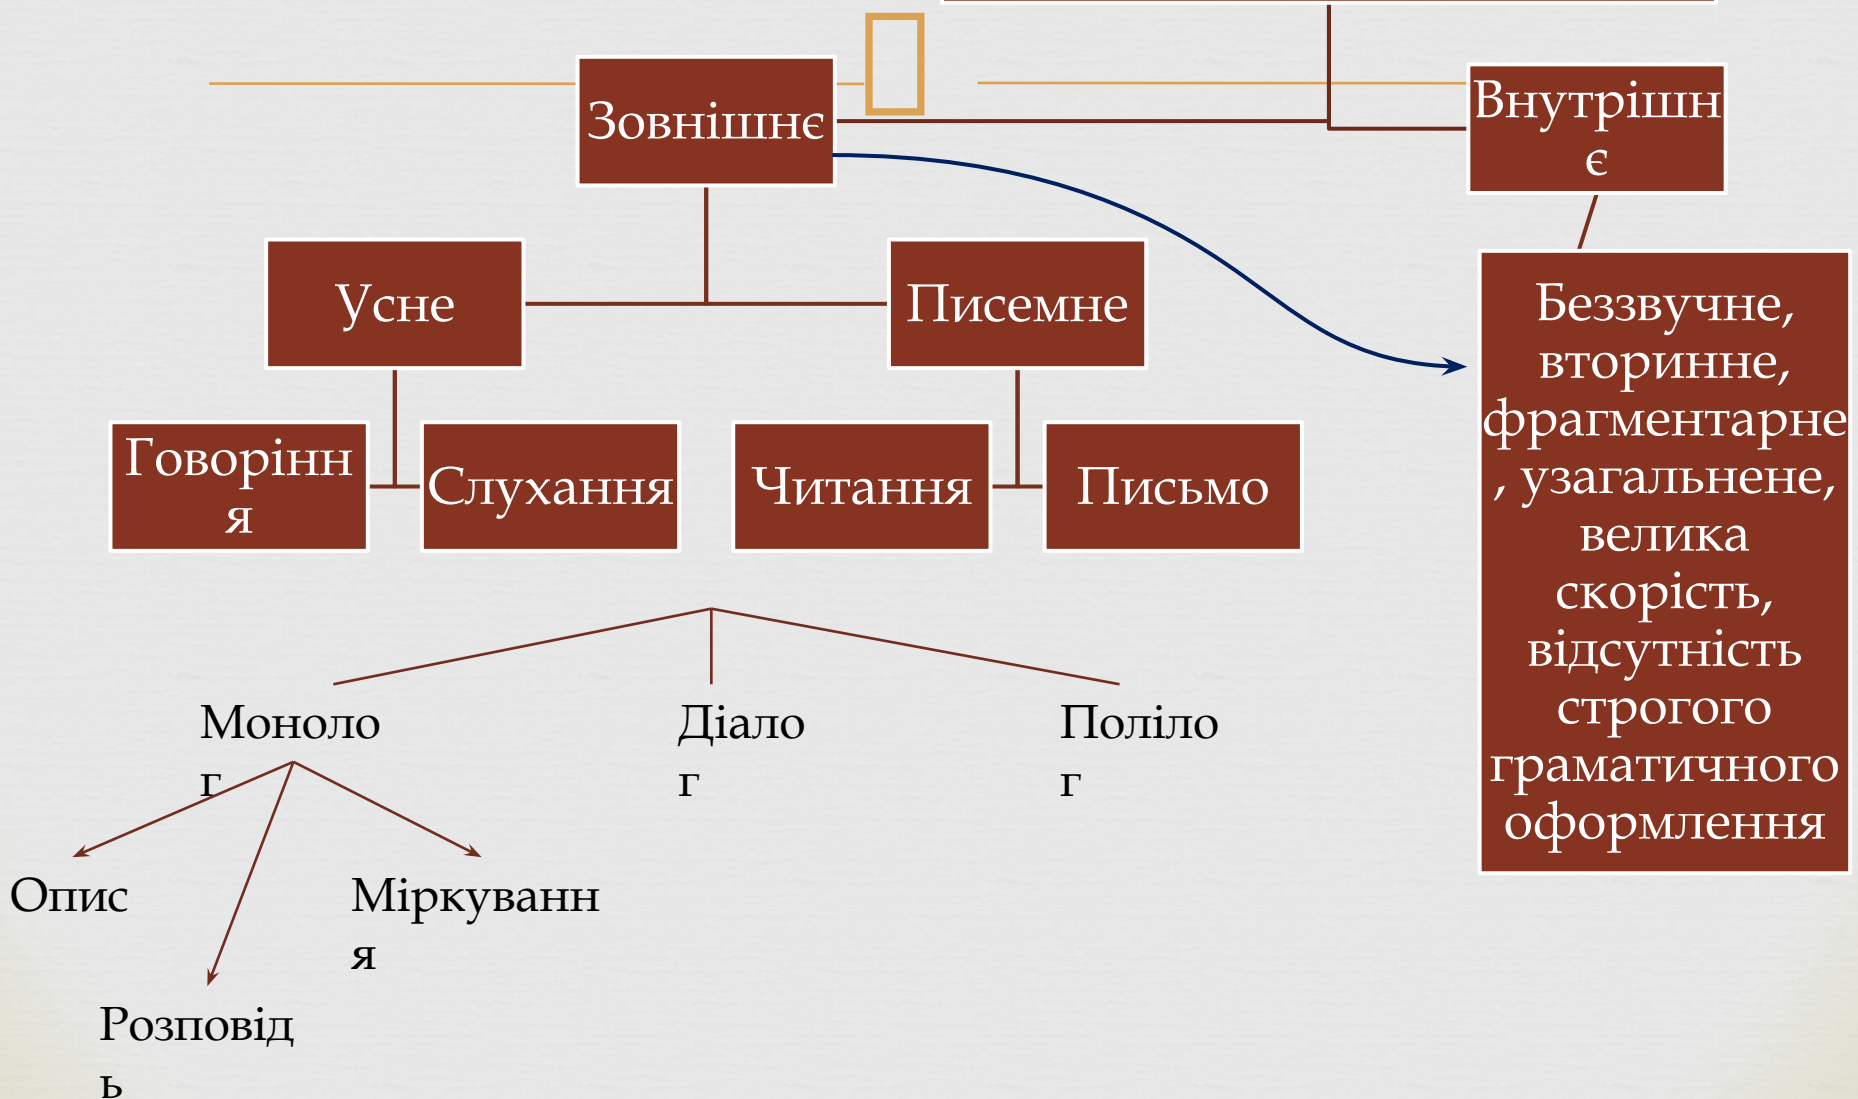 Зовнішнє
Внутрішн
є
Усне
Писемне
Говорінн
я
Слухання
Читання
Письмо
Беззвучне,
вторинне,
фрагментарне
, узагальнене,
велика
скорість,
відсутність
строгого
граматичного
оформлення
Моноло
г
Діало
г
Поліло
г
Опис
Міркуванн
я
Розповід
ь